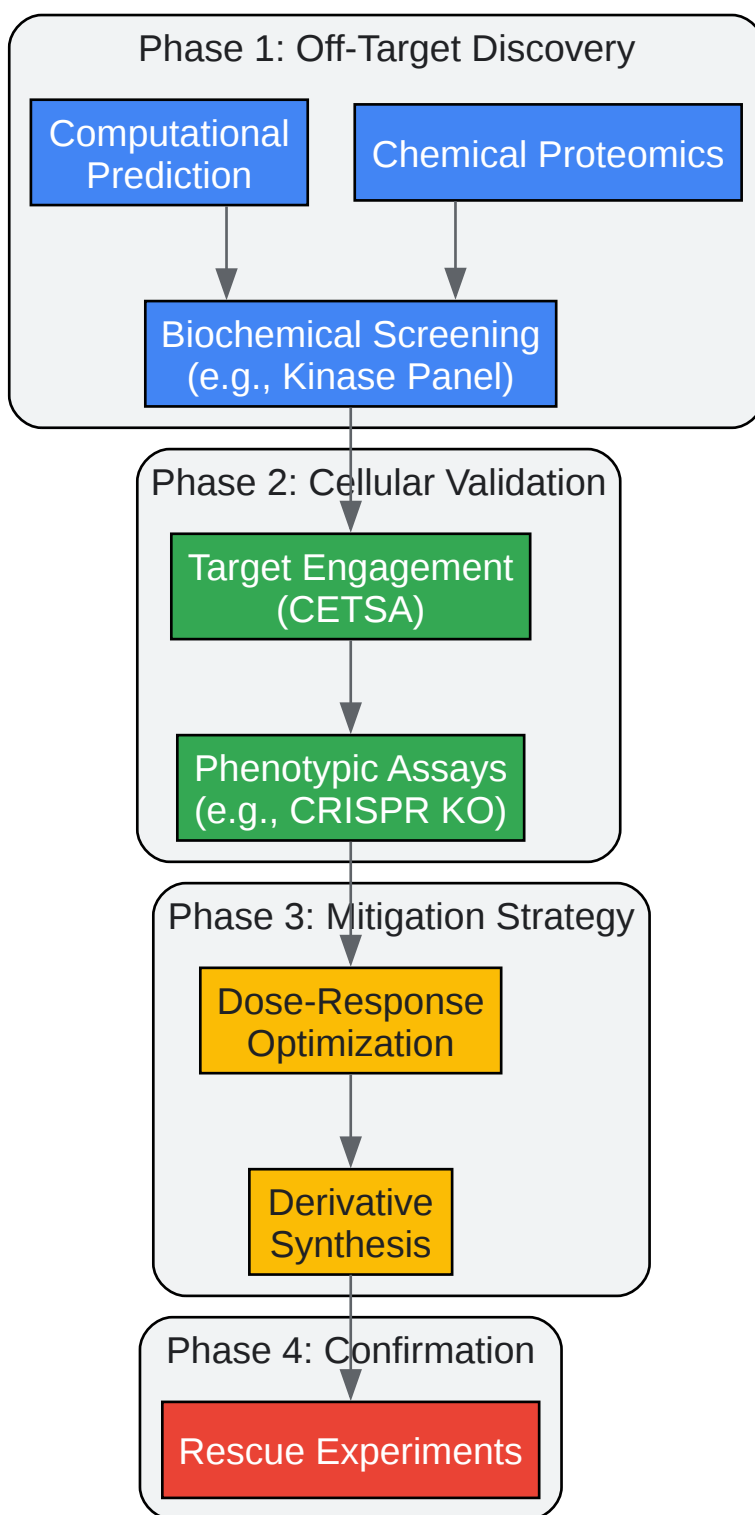 Phase 1: Off-Target Discovery
Computational
Prediction
Chemical Proteomics
Biochemical Screening
(e.g., Kinase Panel)
Phase 2: Cellular Validation
Target Engagement
(CETSA)
Phenotypic Assays
(e.g., CRISPR KO)
Phase 3: Mitigation Strategy
Dose-Response
Optimization
Derivative
Synthesis
Phase 4: Confirmation
Rescue Experiments